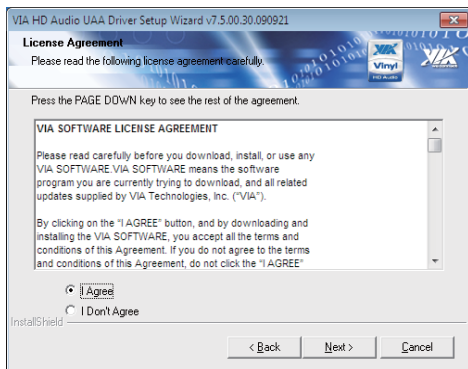 VIA HD Audio UAA Driver Setup Wizard v7.5.00.30.090921
License Agreement
Please read the following license agreement carefully.
VIA
Vinyl
HD Audio
VIA
Press the PAGE DOWN key to see the rest of the agreement.
VIA SOFTWARE LICENSE AGREEMENT
Please read carefully before you download, install, or use any
VIA SOFTWARE.VIA SOFTWARE means the software
program you are currently trying to download, and all related
updates supplied by VIA Technologies, Inc. ("VIA").
By clicking on the "I AGREE" button, and by downloading and
installing the VIA SOFTWARE, you accept all the terms and
conditions of this Agreement. If you do not agree to the terms
and conditions of this Agreement, do not click the "I AGREE"
I Agree
I Don't Agree
InstallShield
< Back
Next >
Cancel